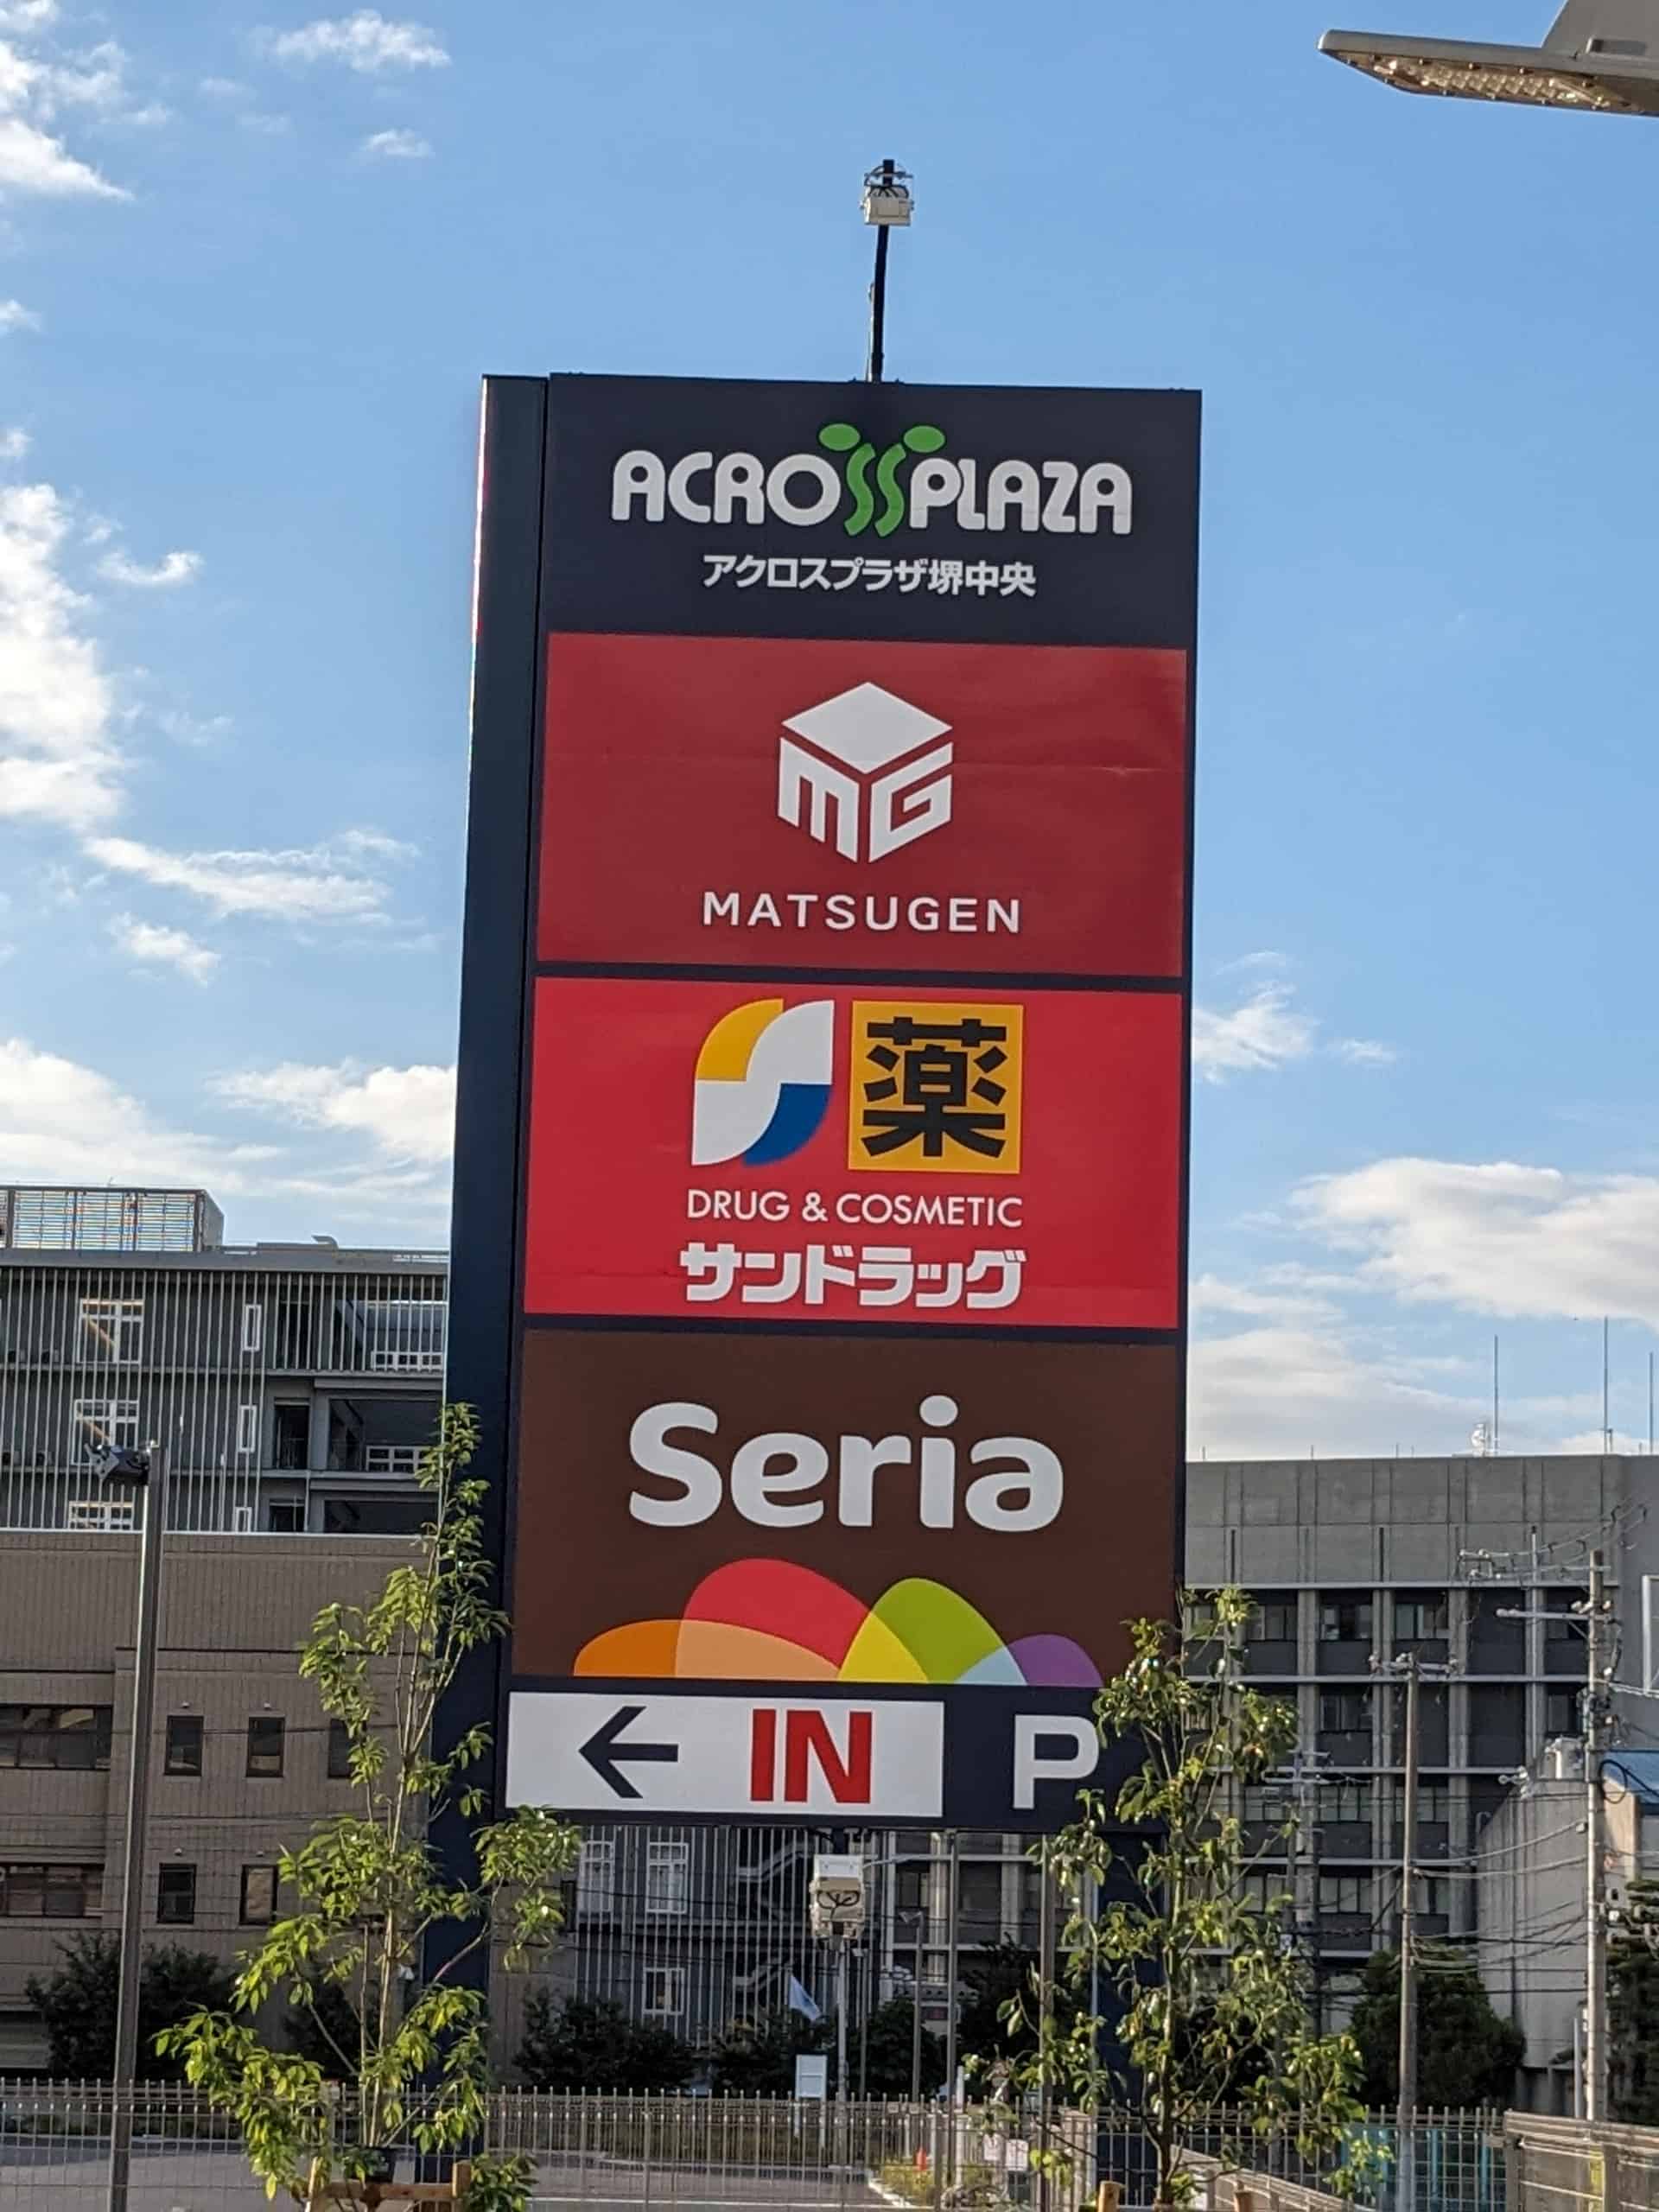 ACROSSPLAZA
アクロスプラザ堺中央
MG
MATSUGEN
薬
DRUG & COSMETIC
サンドラッグ
Seria
← IN P